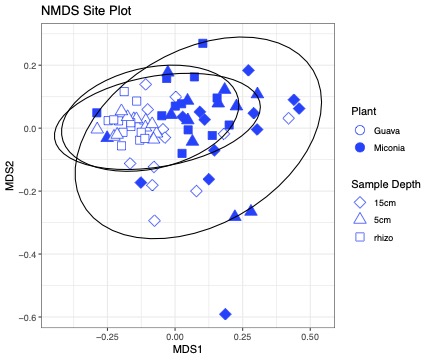 NMDS Site Plot
0.2
0.0
−0.2
−0.4
−0.6
MDS2
−0.25
0.00
0.25
0.50
MDS1
Plant
Guava
Miconia
Sample Depth
15cm
5cm
rhizo